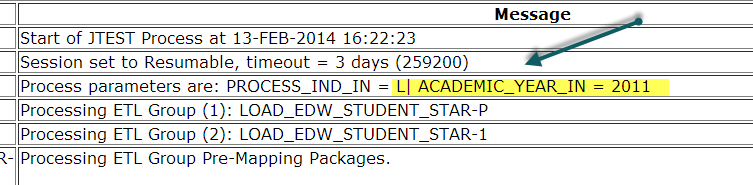 Message
Start of JTEST Process at 13-FEB-2014 16:22:23
Session set to Resumable, timeout = 3 days (259200)
Process parameters are: PROCESS_IND_IN = L| ACADEMIC_YEAR_IN = 2011
Processing ETL Group (1): LOAD_EDW_STUDENT_STAR-P
Processing ETL Group (2): LOAD_EDW_STUDENT_STAR-1
R- Processing ETL Group Pre-Mapping Packages.